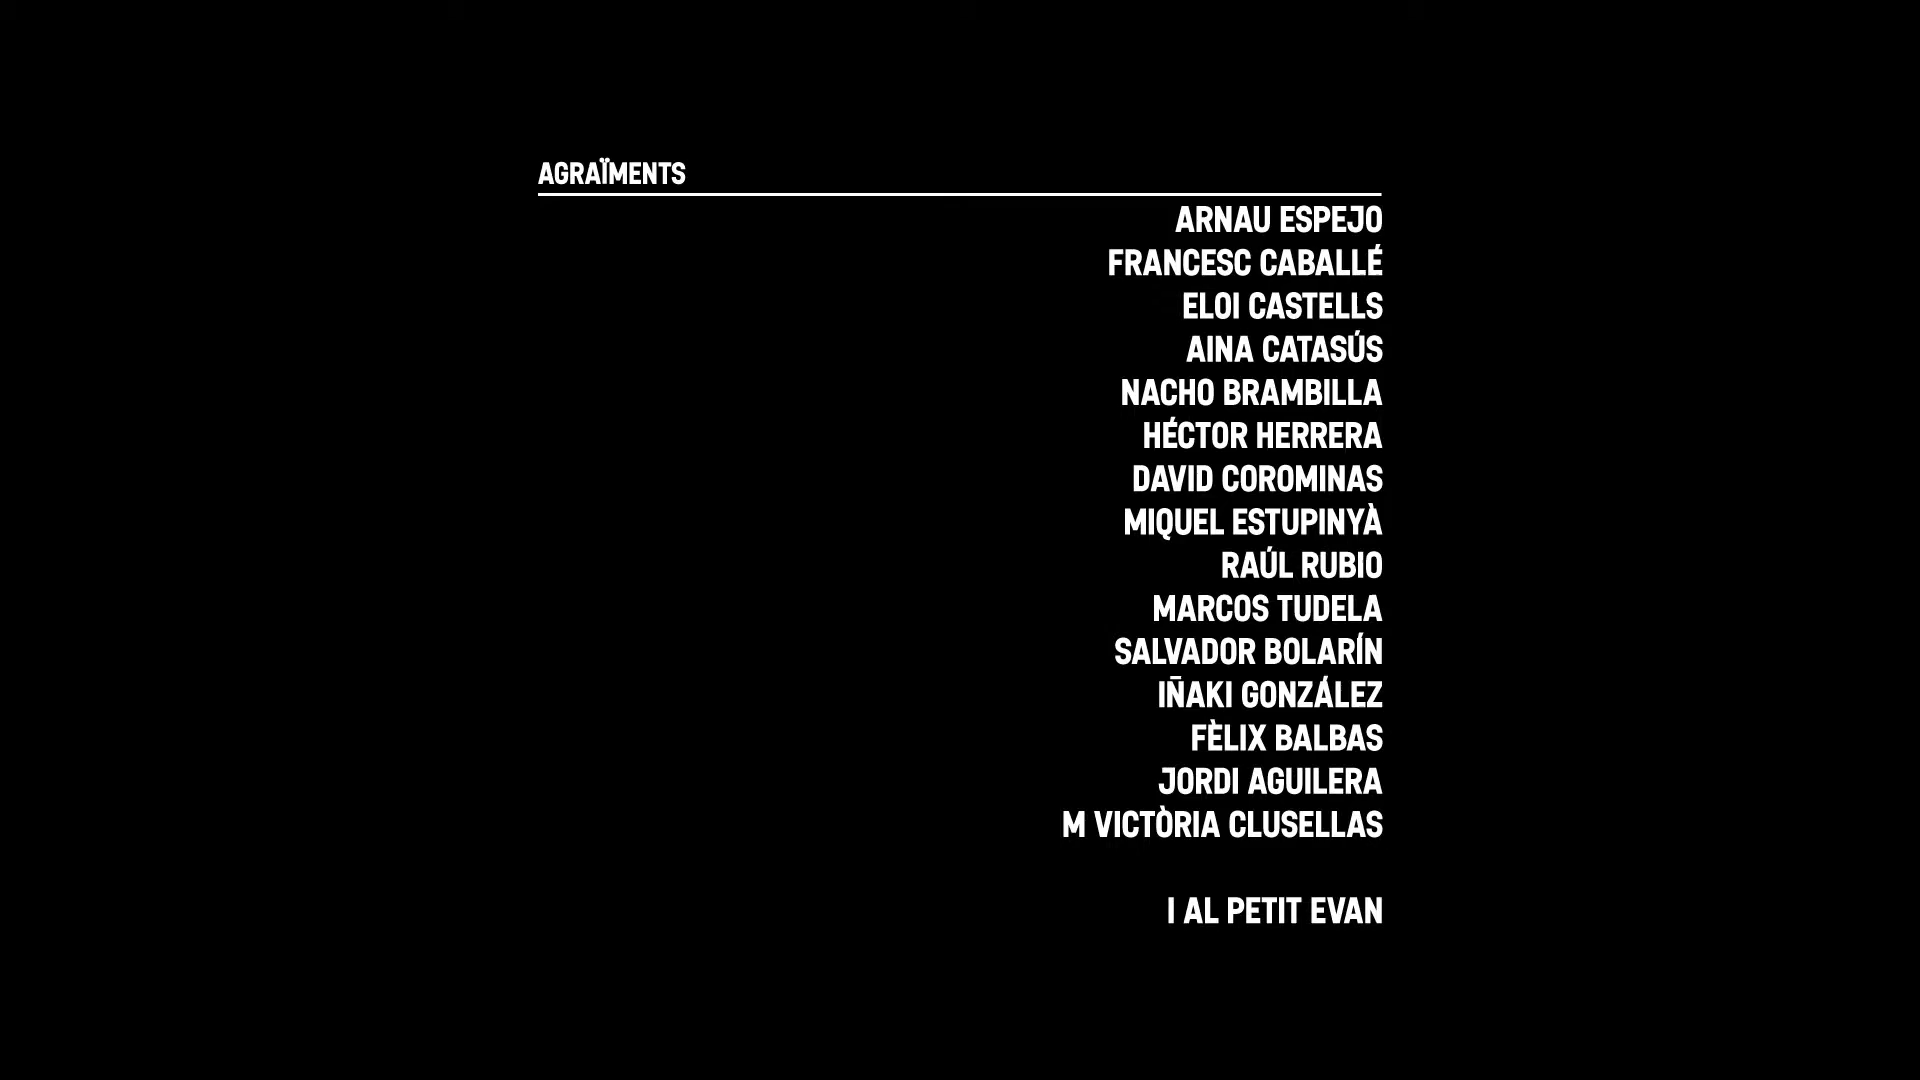 AGRAÏMENTS
ARNAU ESPEJO
FRANCESC CABALLÉ
ELOI CASTELLS
AINA CATASÚS
NACHO BRAMBILLA
HÉCTOR HERRERA
DAVID COROMINAS
MIQUEL ESTUPINYÀ
RAÚL RUBIO
MARCOS TUDELA
SALVADOR BOLARÍN
IÑAKI GONZÁLEZ
FÈLIX BALBAS
JORDI AGUILERA
M VICTÒRIA CLUSELLAS
I AL PETIT EVAN